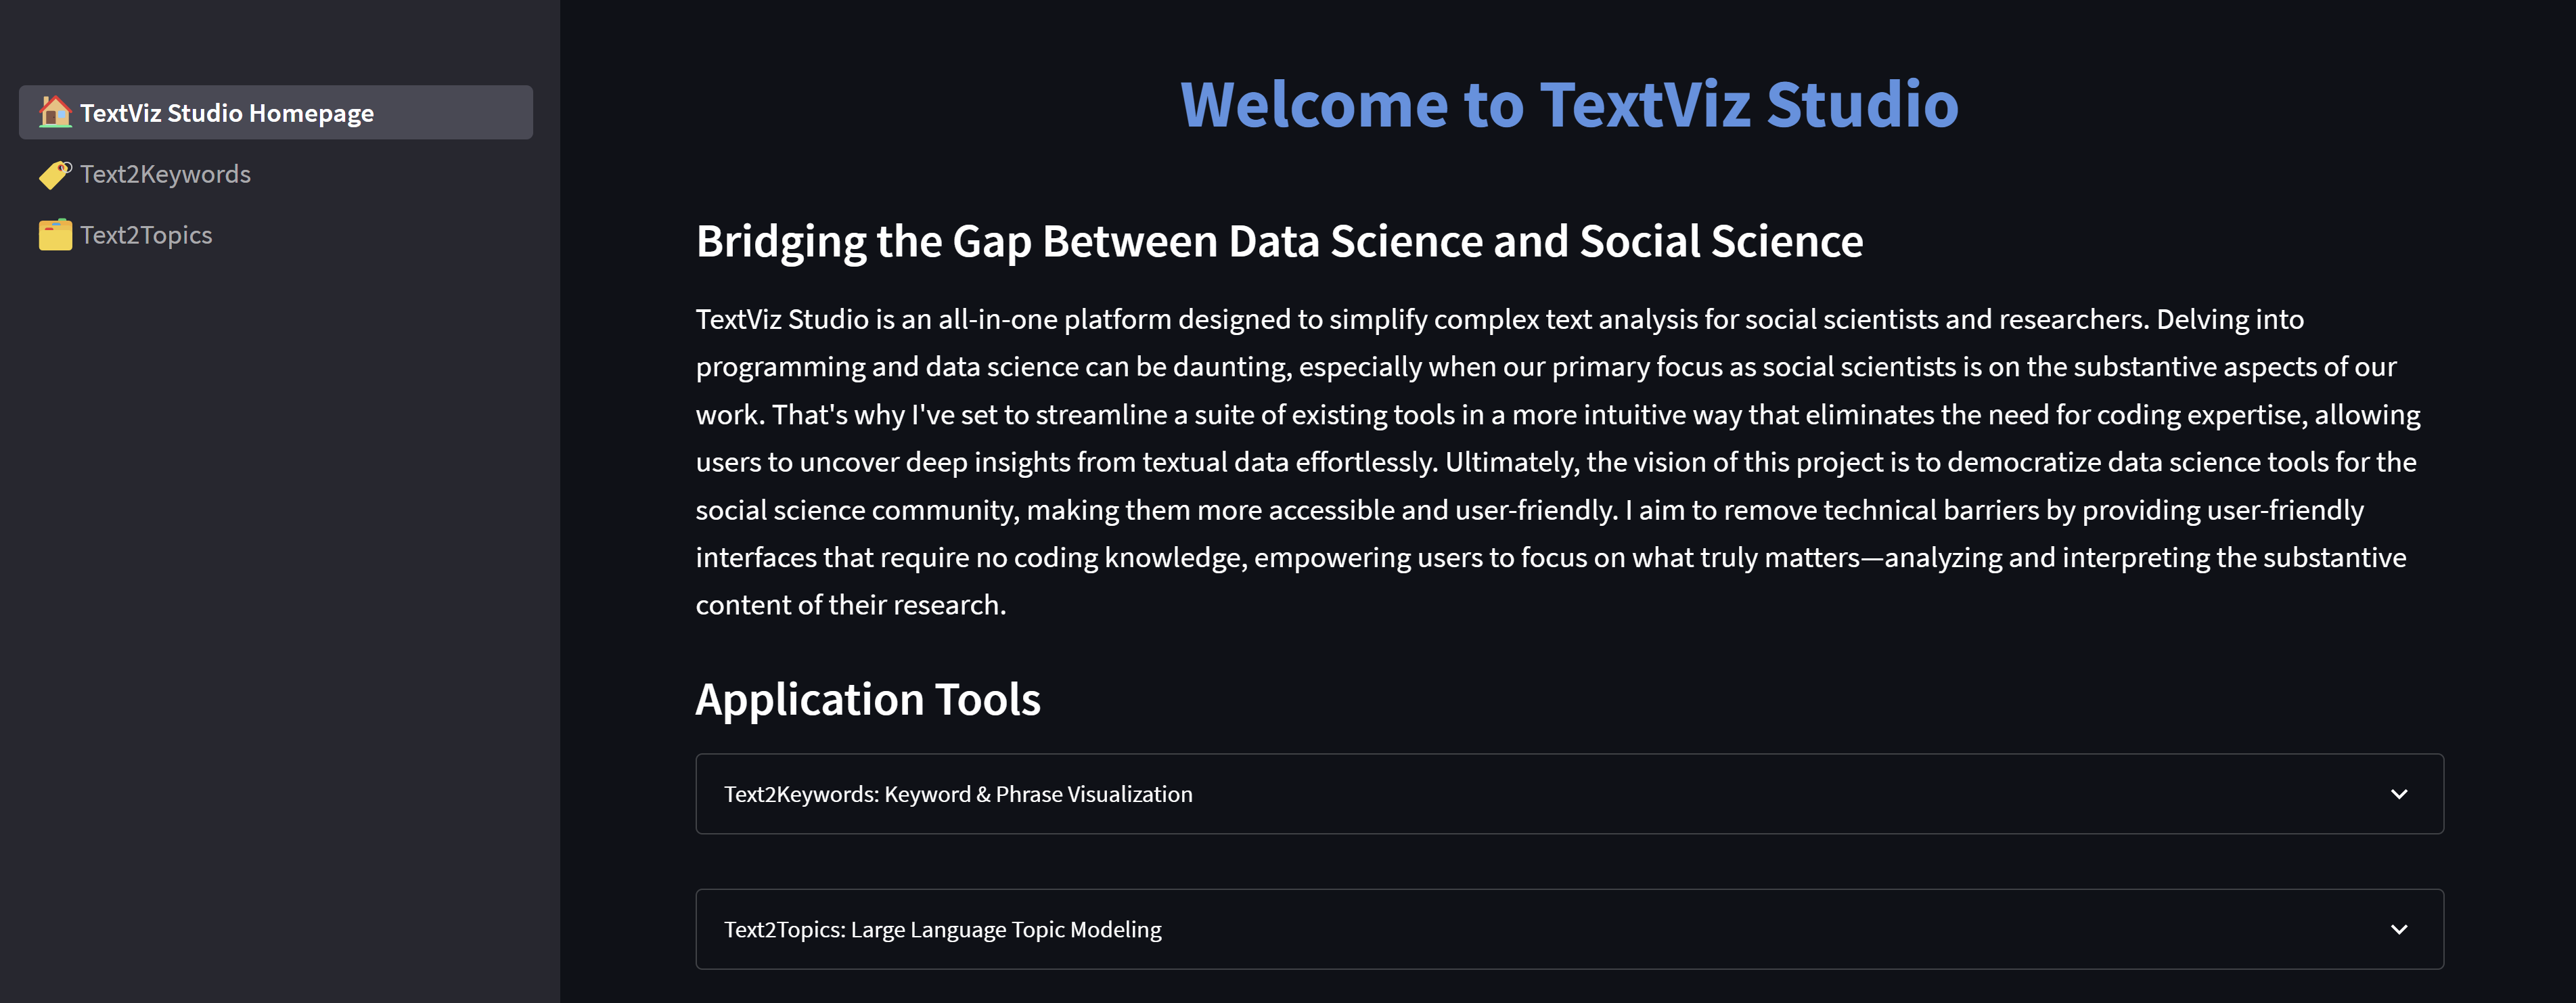 TextViz Studio Homepage
Text2Keywords
Text2Topics
Welcome to TextViz Studio
Bridging the Gap Between Data Science and Social Science
TextViz Studio is an all-in-one platform designed to simplify complex text analysis for social scientists and researchers. Delving into
programming and data science can be daunting, especially when our primary focus as social scientists is on the substantive aspects of our
work. That's why I've set to streamline a suite of existing tools in a more intuitive way that eliminates the need for coding expertise, allowing
users to uncover deep insights from textual data effortlessly. Ultimately, the vision of this project is to democratize data science tools for the
social science community, making them more accessible and user-friendly. I aim to remove technical barriers by providing user-friendly
interfaces that require no coding knowledge, empowering users to focus on what truly matters—analyzing and interpreting the substantive
content of their research.
Application Tools
Text2Keywords: Keyword & Phrase Visualization
Text2Topics: Large Language Topic Modeling